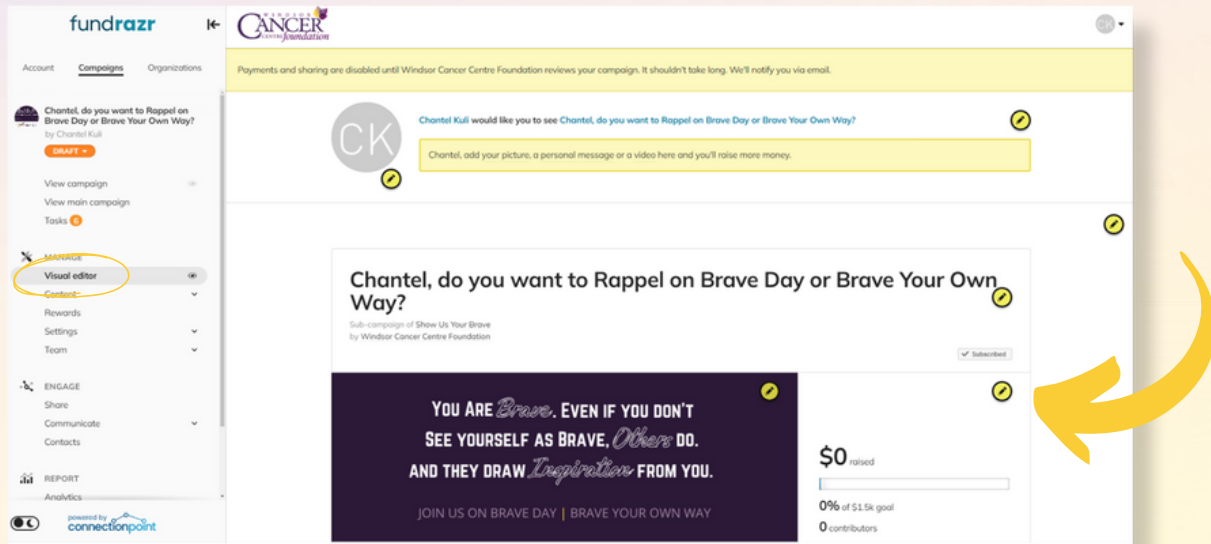 fundrazr
Account Campaigns Organizations
Chantel, do you want to Rappel on
Brave Day or Brave Your Own Way?
by Chantel Kuli
DRAFT
View campaign
View main campaign
Tasks 6
MANAGE
Visual editor
Content
Rewards
Settings
Team
ENGAGE
Share
Communicate
Contacts
REPORT
Analytics
powered by
connectionpoint
WINDSOR
CANCER
CENTRE foundation
CK
Payments and sharing are disabled until Windsor Cancer Centre Foundation reviews your campaign. It shouldn't take long. We'll notify you via email.
CK
Chantel Kuli would like you to see Chantel, do you want to Rappel on Brave Day or Brave Your Own Way?
Chantel, add your picture, a personal message or a video here and you'll raise more money.
Chantel, do you want to Rappel on Brave Day or Brave Your Own
Way?
Sub-campaign of Show Us Your Brave
by Windsor Cancer Centre Foundation
Subscribed
YOU ARE Brave. EVEN IF YOU DON'T
SEE YOURSELF AS BRAVE, Others DO.
AND THEY DRAW Inspiration FROM YOU.
JOIN US ON BRAVE DAY | BRAVE YOUR OWN WAY
$0 raised
0% of $1.5k goal
0 contributors